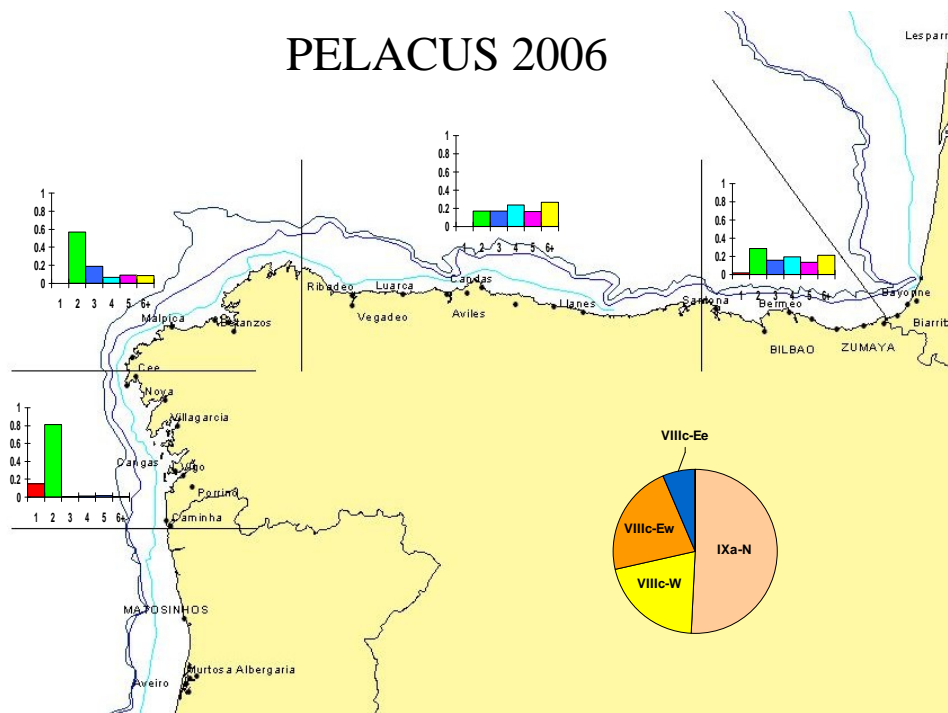 PELACUS 2006
Lesparr
1
0.8
0.6
0.4
0.2
0
1 2 3 4 5 6+
1
0.8
0.6
0.4
0.2
0
1 2 3 4 5 6+
1
0.8
0.6
0.4
0.2
0
1 2 3 4 5 6+
Ribadeo Luarca Candas
Vegadeo Aviles Llanes
Santona Bermeo Bayonne
Biarrit
BILBAO ZUMAYA
Malpica Betanzos
Cee
Noya
1
0.8
0.6
0.4
0.2
0
1 2 3 4 5 6+
Villagarcia
Cangas Vigo
Porrino
Caminha
MATOSINHOS
Murtosa Albergaria
Aveiro
VIIIc-Ee
VIIIc-Ew
IXa-N
VIIIc-W